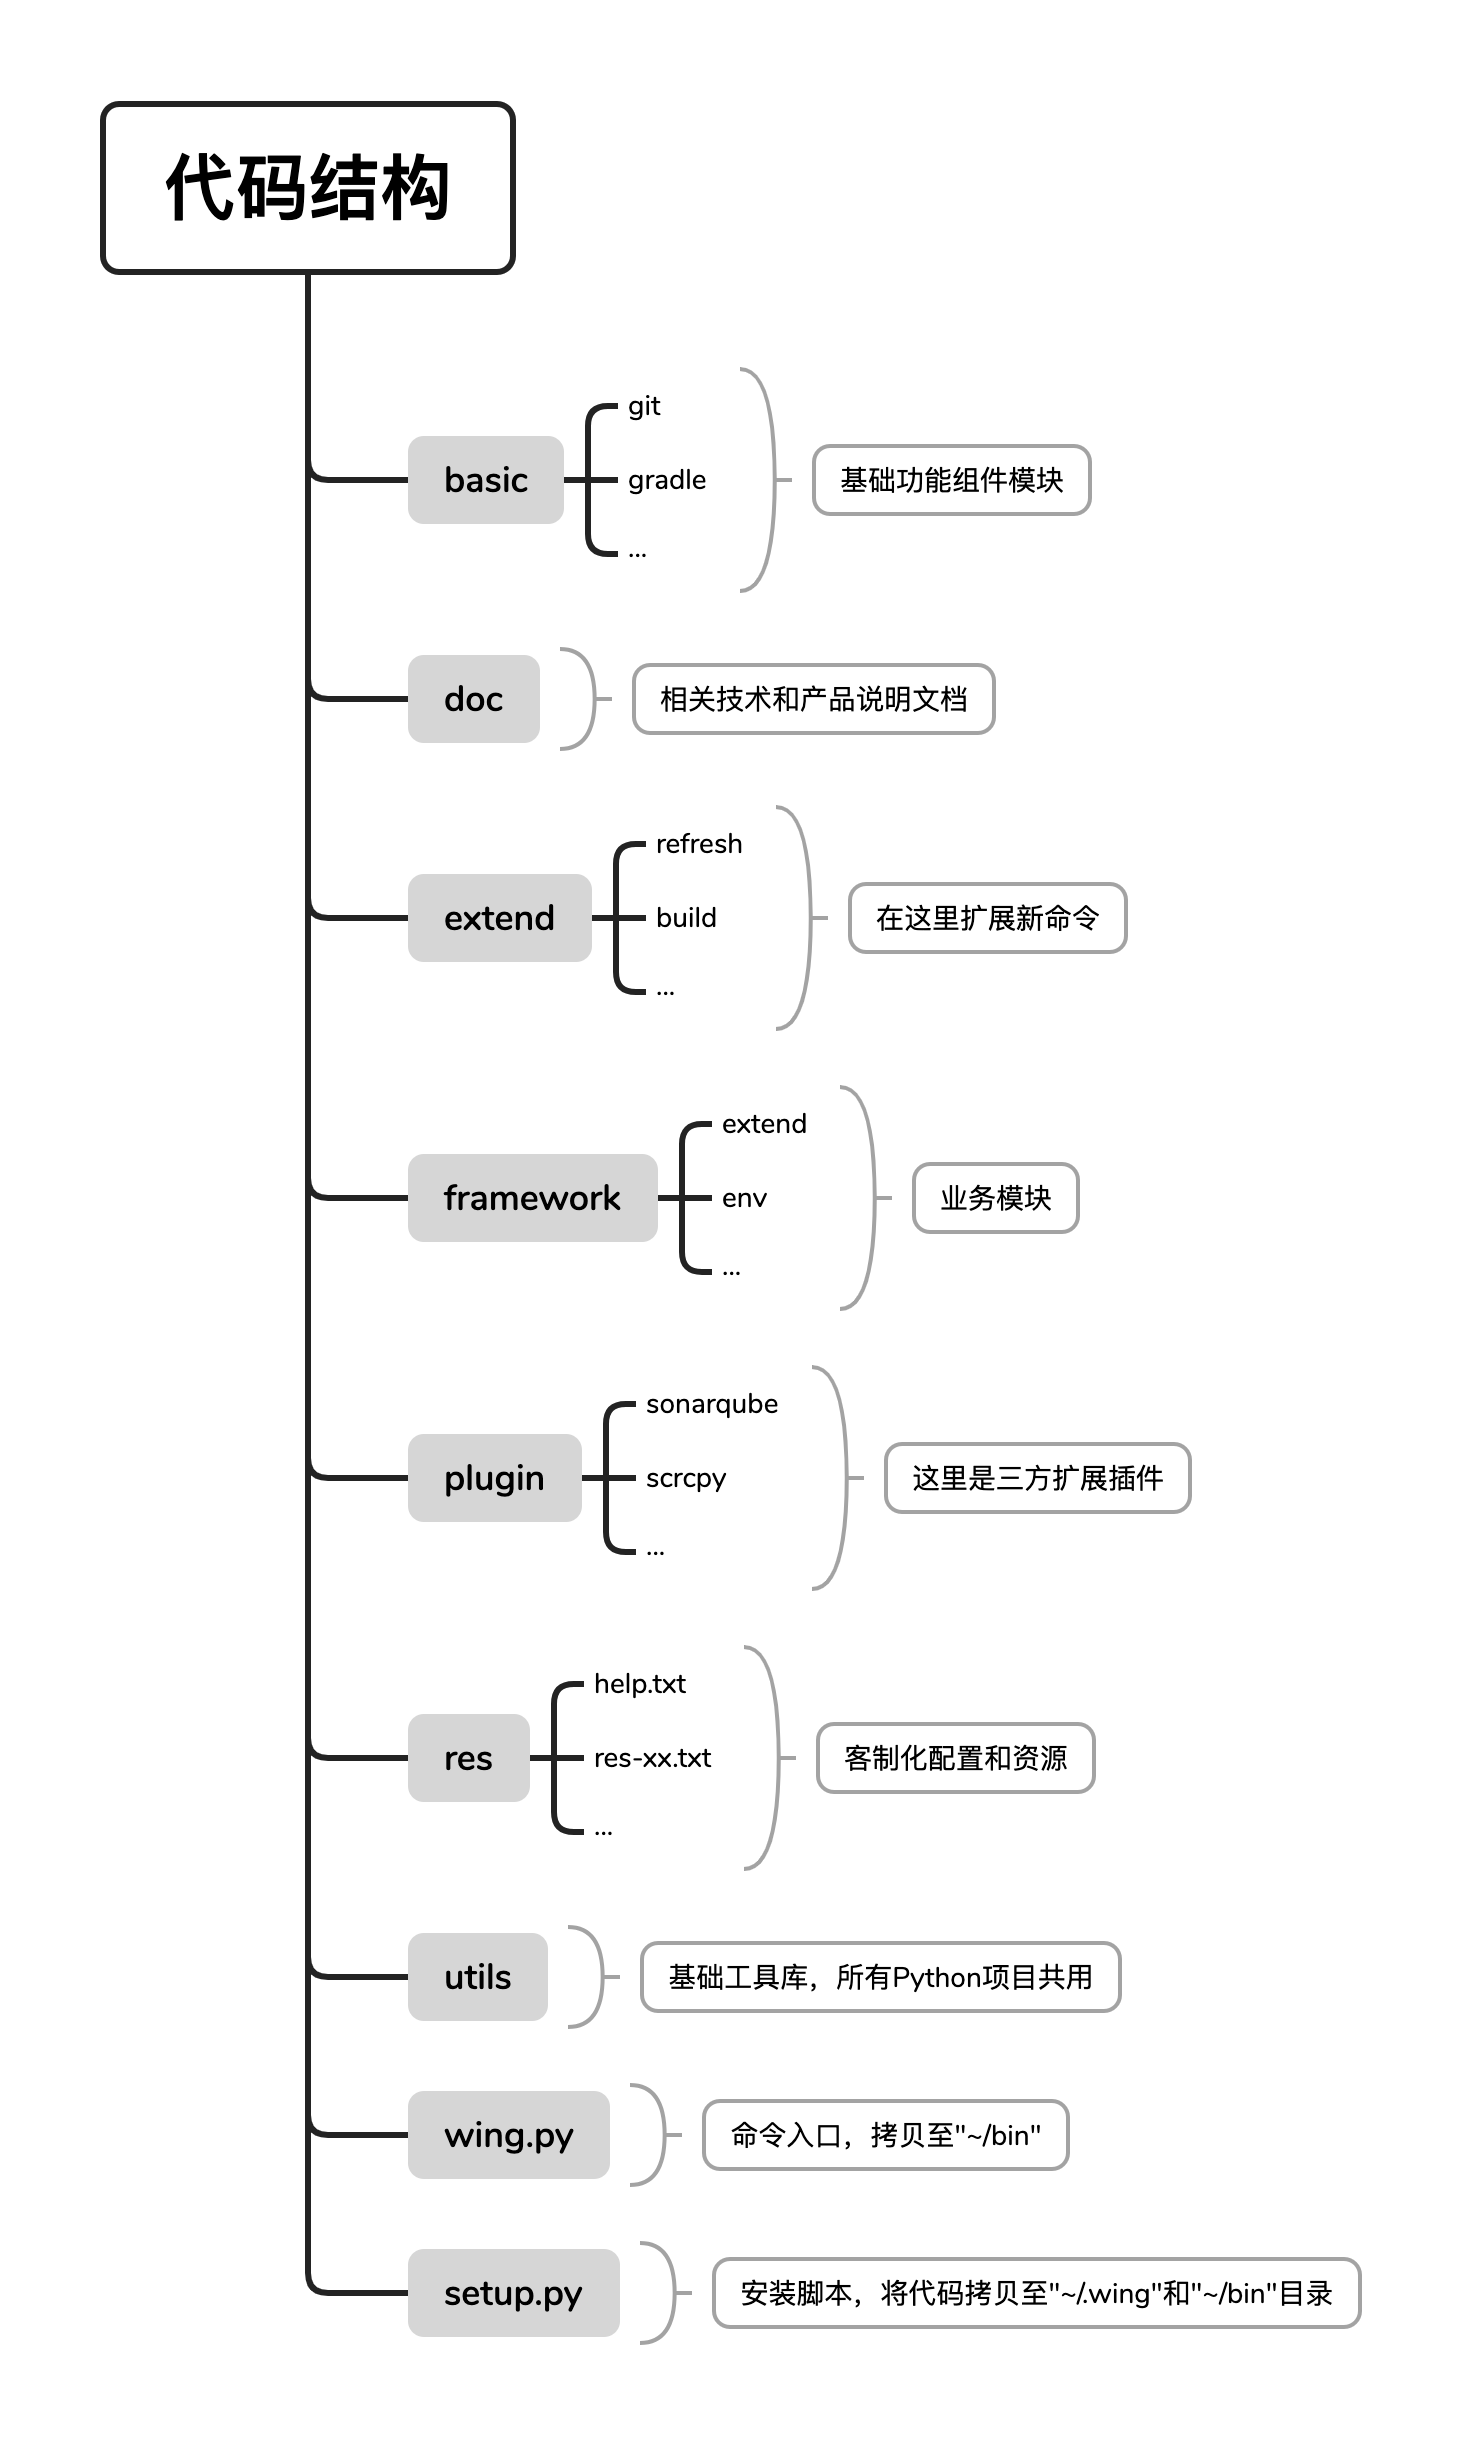 代码结构
git
basic
gradle
基础功能组件模块
...
doc
相关技术和产品说明文档
refresh
extend
build
在这里扩展新命令
...
extend
framework
env
业务模块
...
sonarqube
plugin
scrcpy
这里是三方扩展插件
...
help.txt
res
res-xx.txt
客制化配置和资源
...
utils
基础工具库，所有Python项目共用
wing.py
命令入口，拷贝至"~/bin"
setup.py
安装脚本，将代码拷贝至"~/.wing"和"~/bin"目录